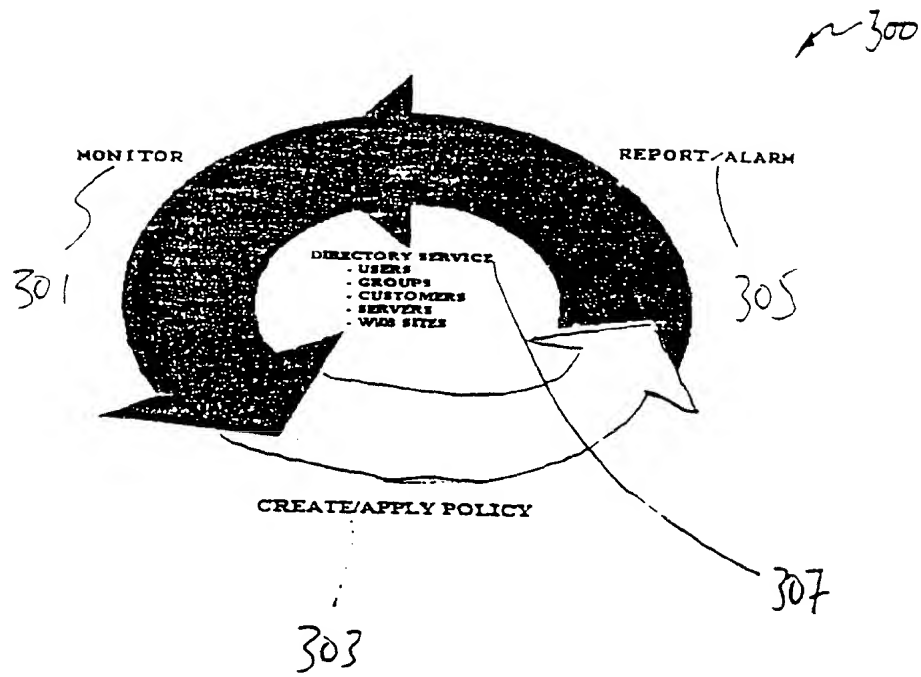 300
MONITOR
REPORT/ALARM
301
305
DIRECTORY SERVICE
- USERS
- GROUPS
- CUSTOMERS
- SERVERS
- WEB SITES
CREATE/APPLY POLICY
307
303